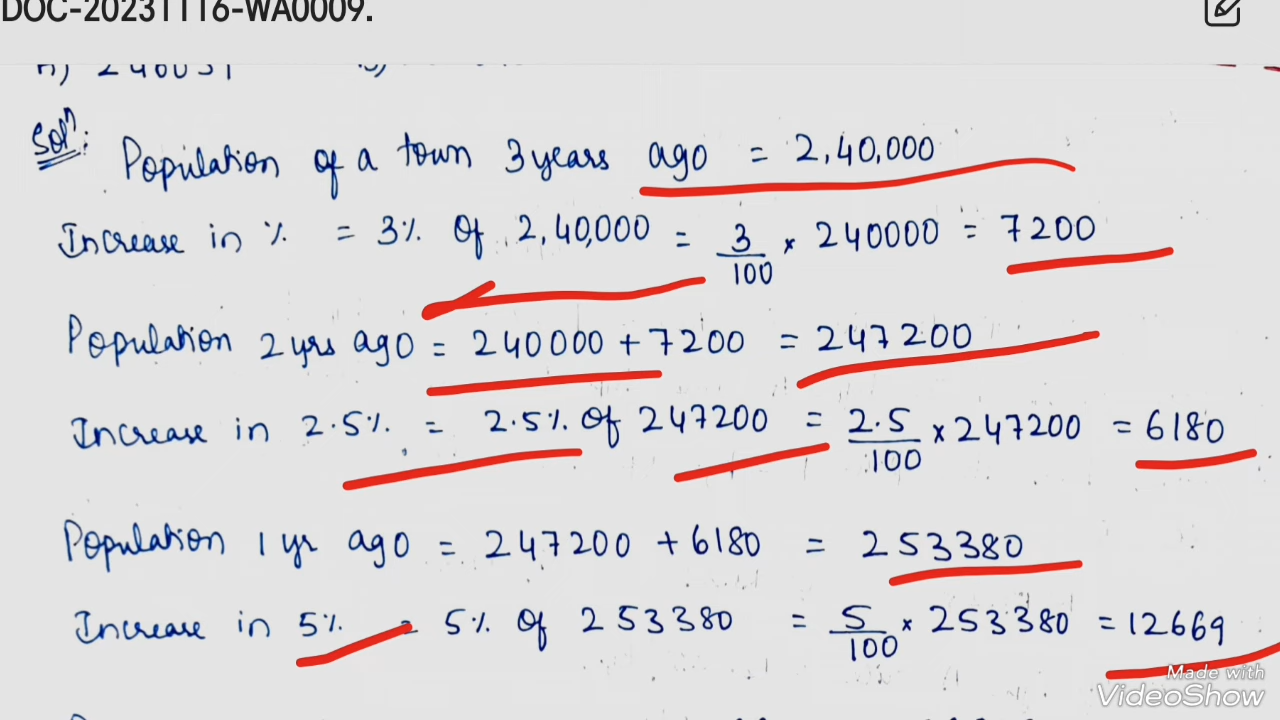 DOC-20231116-WA0009.
Solⁿ:
Population of a town 3 years ago = 2,40,000
Increase in % = 3% of 2,40,000 = 3/100 × 240000 = 7200
Population 2 yrs ago = 240000 + 7200 = 247200
Increase in 2.5% = 2.5% of 247200 = 2.5/100 × 247200 = 6180
Population 1 yr ago = 247200 + 6180 = 253380
Increase in 5% = 5% of 253380 = 5/100 × 253380 = 12669
Made with
VideoShow